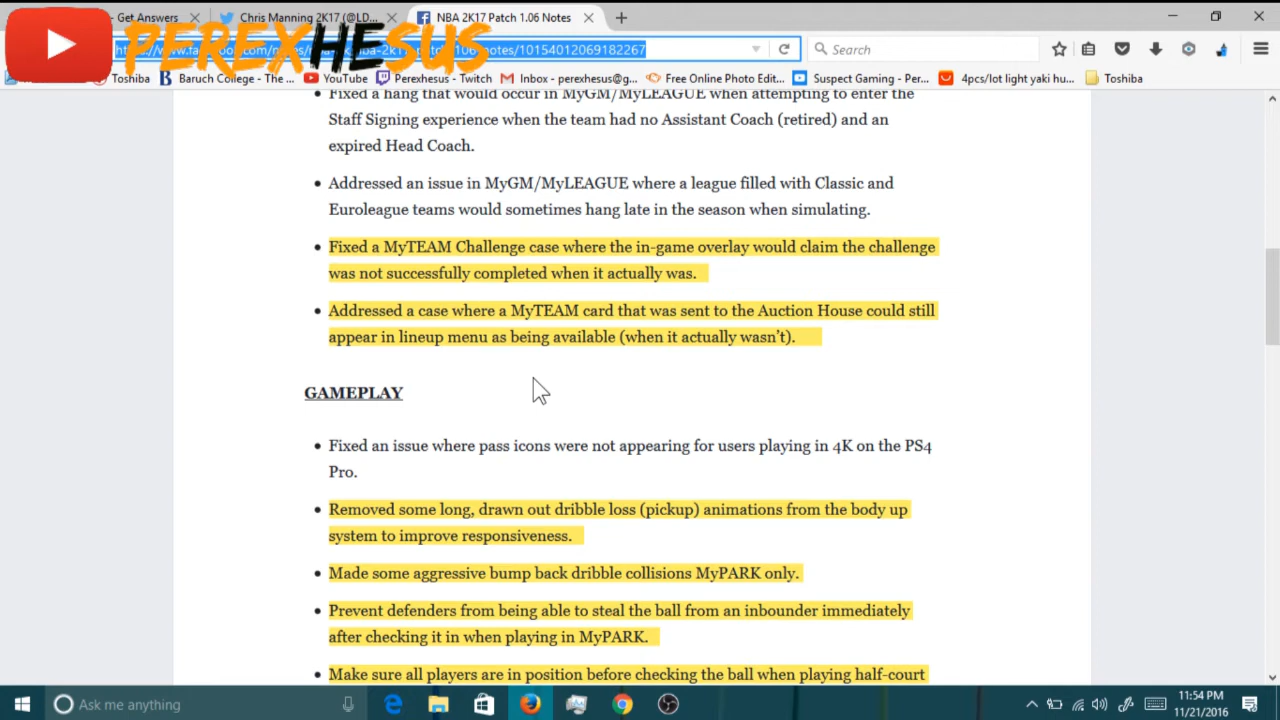 - Get Answers
Chris Manning 2K17 (@LD...
NBA 2K17 Patch 1.06 Notes
PEREXHESUS
Search
Toshiba
Baruch College - The ...
YouTube
Perexhesus - Twitch
Inbox - perexhesus@g...
Free Online Photo Edit...
Suspect Gaming - Per...
4pcs/lot light yaki hu...
Toshiba
Fixed a hang that would occur in MyGM/MyLEAGUE when attempting to enter the
Staff Signing experience when the team had no Assistant Coach (retired) and an
expired Head Coach.
Addressed an issue in MyGM/MyLEAGUE where a league filled with Classic and
Euroleague teams would sometimes hang late in the season when simulating.
Fixed a MyTEAM Challenge case where the in-game overlay would claim the challenge
was not successfully completed when it actually was.
Addressed a case where a MyTEAM card that was sent to the Auction House could still
appear in lineup menu as being available (when it actually wasn't).
GAMEPLAY
Fixed an issue where pass icons were not appearing for users playing in 4K on the PS4
Pro.
Removed some long, drawn out dribble loss (pickup) animations from the body up
system to improve responsiveness.
Made some aggressive bump back dribble collisions MyPARK only.
Prevent defenders from being able to steal the ball from an inbounder immediately
after checking it in when playing in MyPARK.
Make sure all players are in position before checking the ball when playing half-court
Ask me anything
11:54 PM
11/21/2016